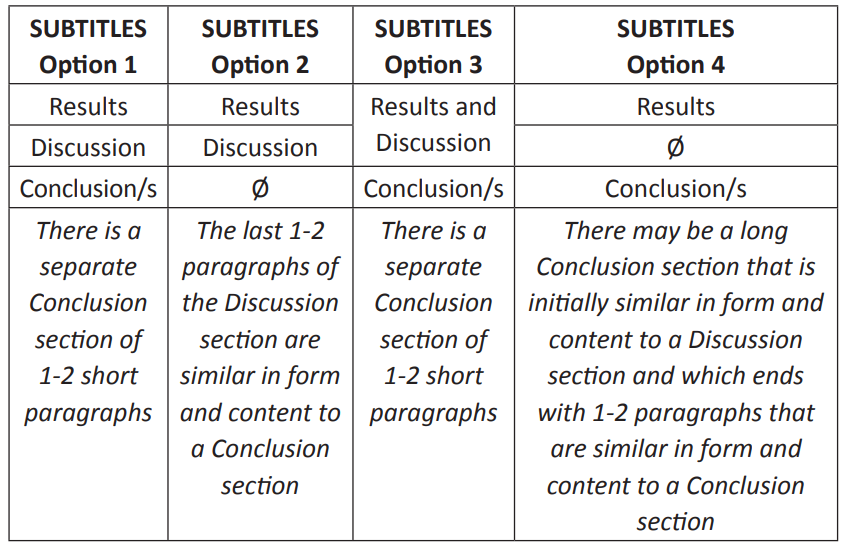 SUBTITLES
Option 1
SUBTITLES
Option 2
SUBTITLES
Option 3
SUBTITLES
Option 4
Results
Results
Results and
Discussion
Results
Discussion
Discussion
Ø
Conclusion/s
Ø
Conclusion/s
Conclusion/s
There is a
separate
Conclusion
section of
1-2 short
paragraphs
The last 1-2
paragraphs of
the Discussion
section are
similar in form
and content to
a Conclusion
section
There is a
separate
Conclusion
section of
1-2 short
paragraphs
There may be a long
Conclusion section that is
initially similar in form and
content to a Discussion
section and which ends
with 1-2 paragraphs that
are similar in form and
content to a Conclusion
section